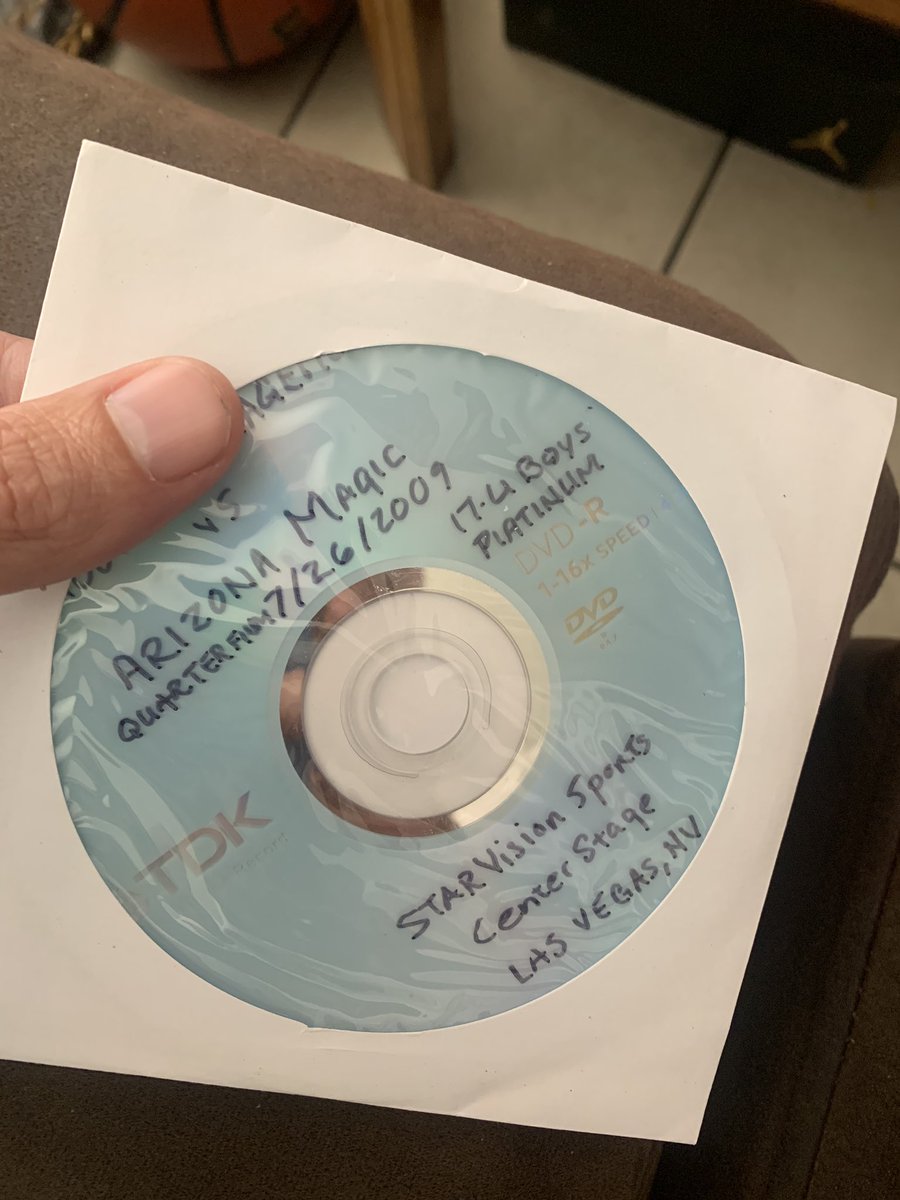 VS
ARIZONA MAGIC
QUARTERFINAL 7/26/2009
17-U BOYS'
PLATINUM
DVD-R
1-16x SPEED
DVD
TDK
Record
STARVision Sports
Center Stage
LAS VEGAS, NV